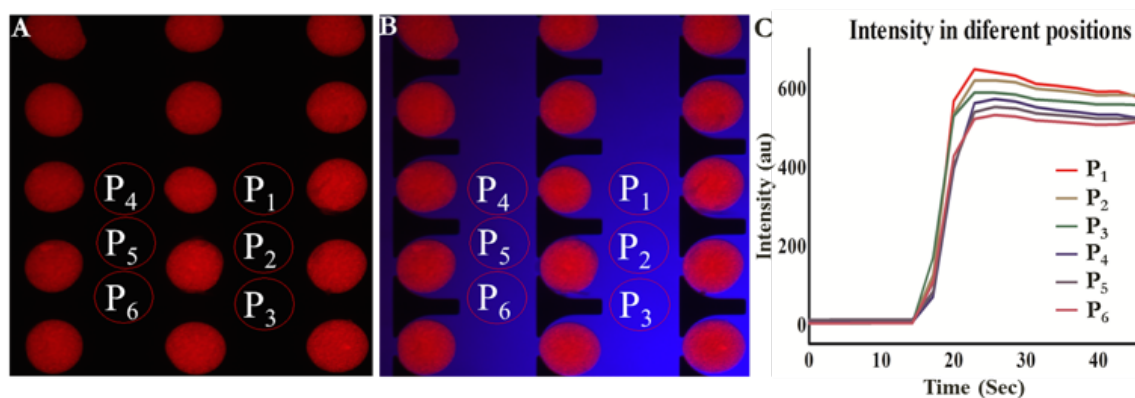 A
P4
P1
P5
P2
P6
P3
B
P4
P1
P5
P2
P6
P3
C
Intensity in diferent positions
Intensity (au)
600
400
200
0
P1
P2
P3
P4
P5
P6
0
10
20
30
40
Time (Sec)